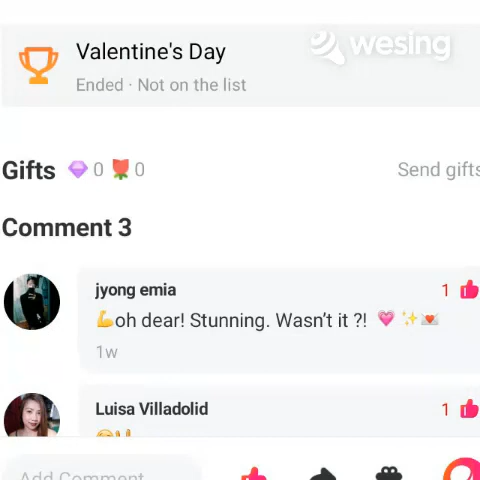 wesing
Valentine's Day
Ended · Not on the list
Gifts 0 0 Send gifts
Comment 3
jyong emia 1
💪oh dear! Stunning. Wasn’t it ?! 💗 ✨💌
1w
Luisa Villadolid 1
Add Comment